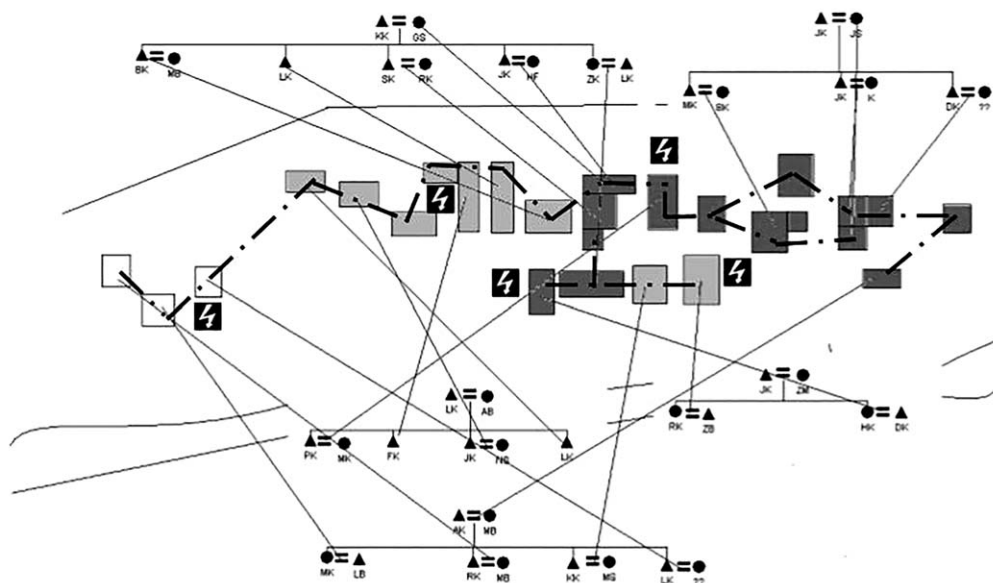 KK GS
JK JS
BK MB LK SK RK JK HF ZK LK
MK BK JK K DK ??
LK AB
JK ZM
PK MK FK JK NG LK
RK ZB HK DK
AK MB
MK LB RK MB KK MG LK ??